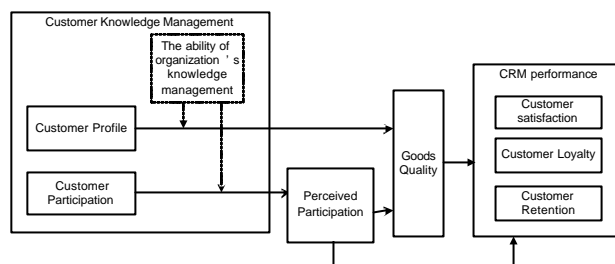 Customer Knowledge Management
The ability of
organization ’ s
knowledge
management
Customer Profile
Customer
Participation
Perceived
Participation
Goods
Quality
CRM performance
Customer
satisfaction
Customer Loyalty
Customer
Retention